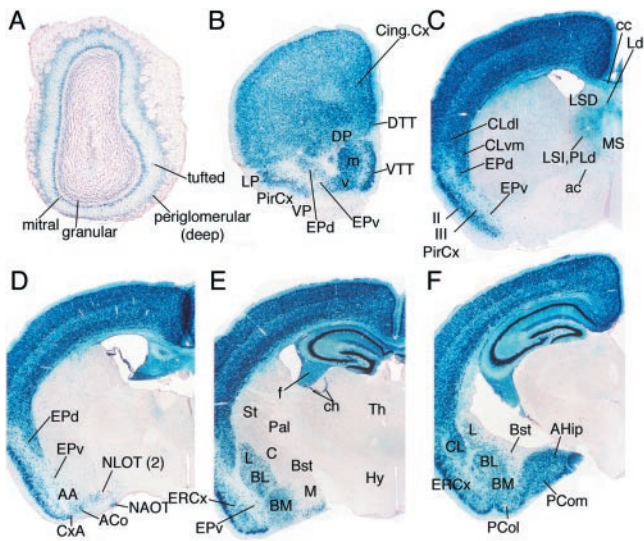 A
mitral
granular
tufted
periglomerular
(deep)
B
Cing.Cx
DTT
DP
m
v
VTT
LP
PirCx
VP
EPd
EPv
C
cc
Ld
LSD
CLdl
CLvm
EPd
LSI,PLd
MS
ac
EPv
II
III
PirCx
D
EPd
EPv
NLOT (2)
AA
NAOT
ACo
CxA
E
f
ch
St
Pal
Th
C
L
BL
Bst
Hy
ERCx
BM
M
EPv
F
L
Bst
AHip
CL
BL
ERCx
BM
PCom
PCol